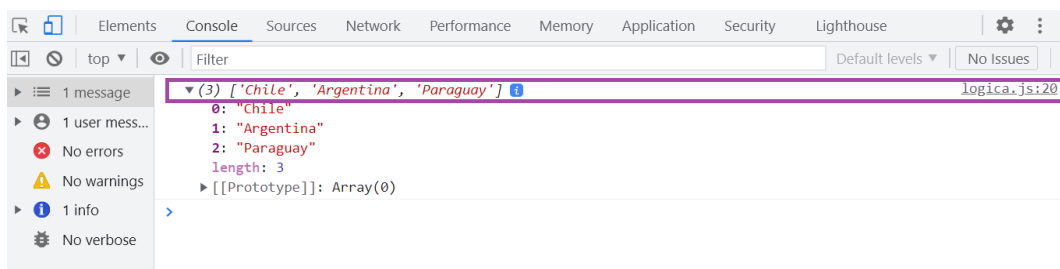 Elements Console Sources Network Performance Memory Application Security Lighthouse
top ▼ Filter Default levels ▼ No Issues
▶ 1 message
▼(3) ['Chile', 'Argentina', 'Paraguay'] i logica.js:20
0: "Chile"
▶ 1 user mess...
1: "Argentina"
No errors
2: "Paraguay"
length: 3
No warnings
▶[[Prototype]]: Array(0)
▶ 1 info
>
No verbose